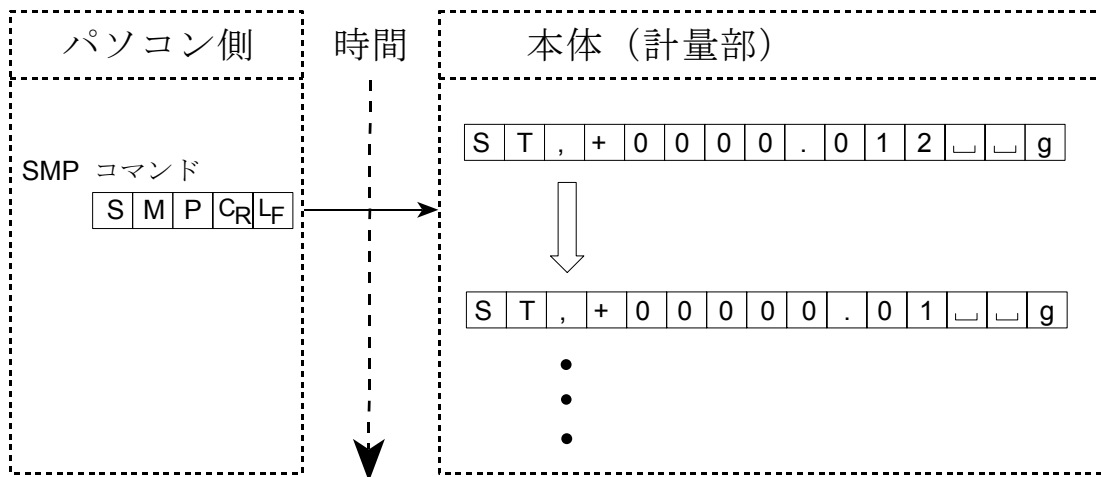 パソコン側 時間 本体（計量部）
ST,+0000.012␣␣g
SMP コマンド
SMPCRLF
ST,+00000.01␣␣g